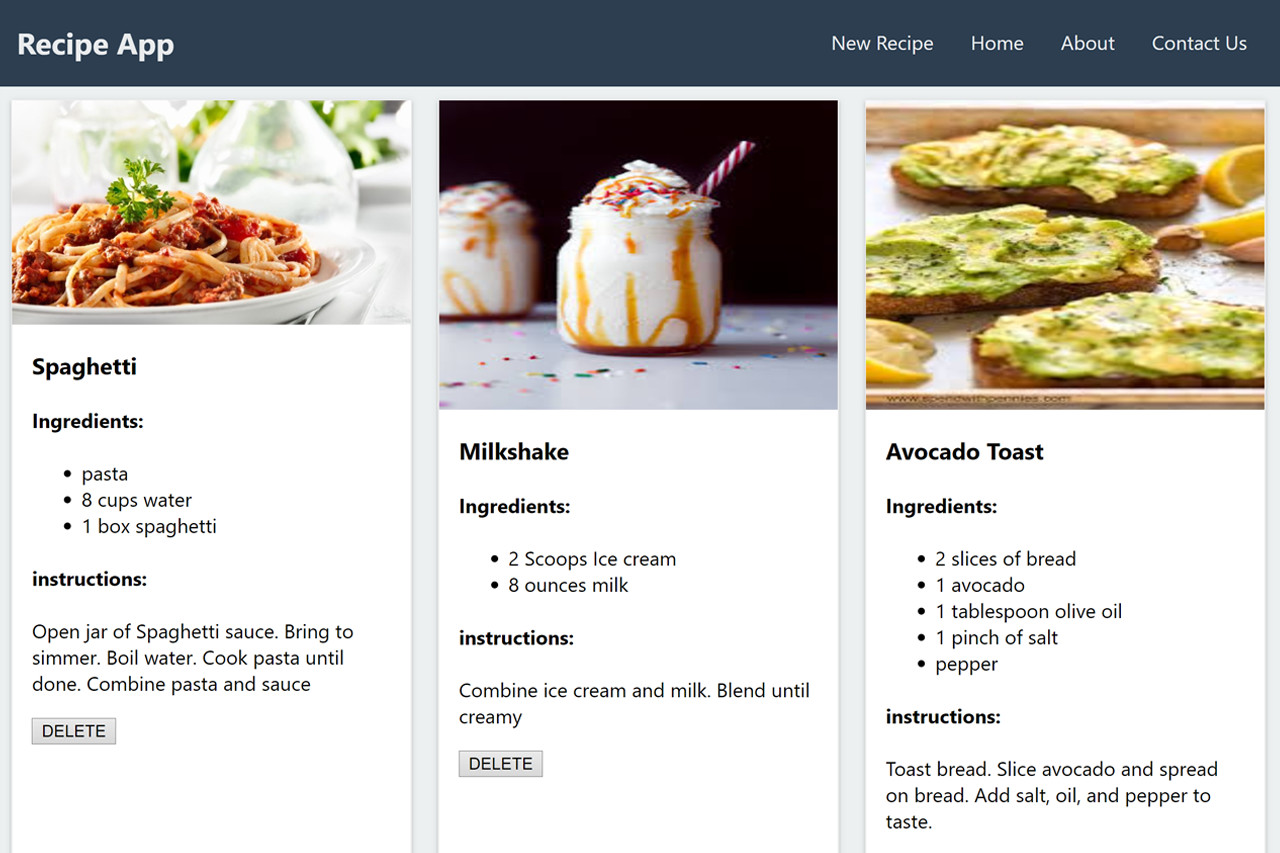 Recipe App
New Recipe
Home
About
Contact Us
Spaghetti
Ingredients:
pasta
8 cups water
1 box spaghetti
instructions:
Open jar of Spaghetti sauce. Bring to
simmer. Boil water. Cook pasta until
done. Combine pasta and sauce
DELETE
Milkshake
Ingredients:
2 Scoops Ice cream
8 ounces milk
instructions:
Combine ice cream and milk. Blend until
creamy
DELETE
www.spendwithpennies.com
Avocado Toast
Ingredients:
2 slices of bread
1 avocado
1 tablespoon olive oil
1 pinch of salt
pepper
instructions:
Toast bread. Slice avocado and spread
on bread. Add salt, oil, and pepper to
taste.